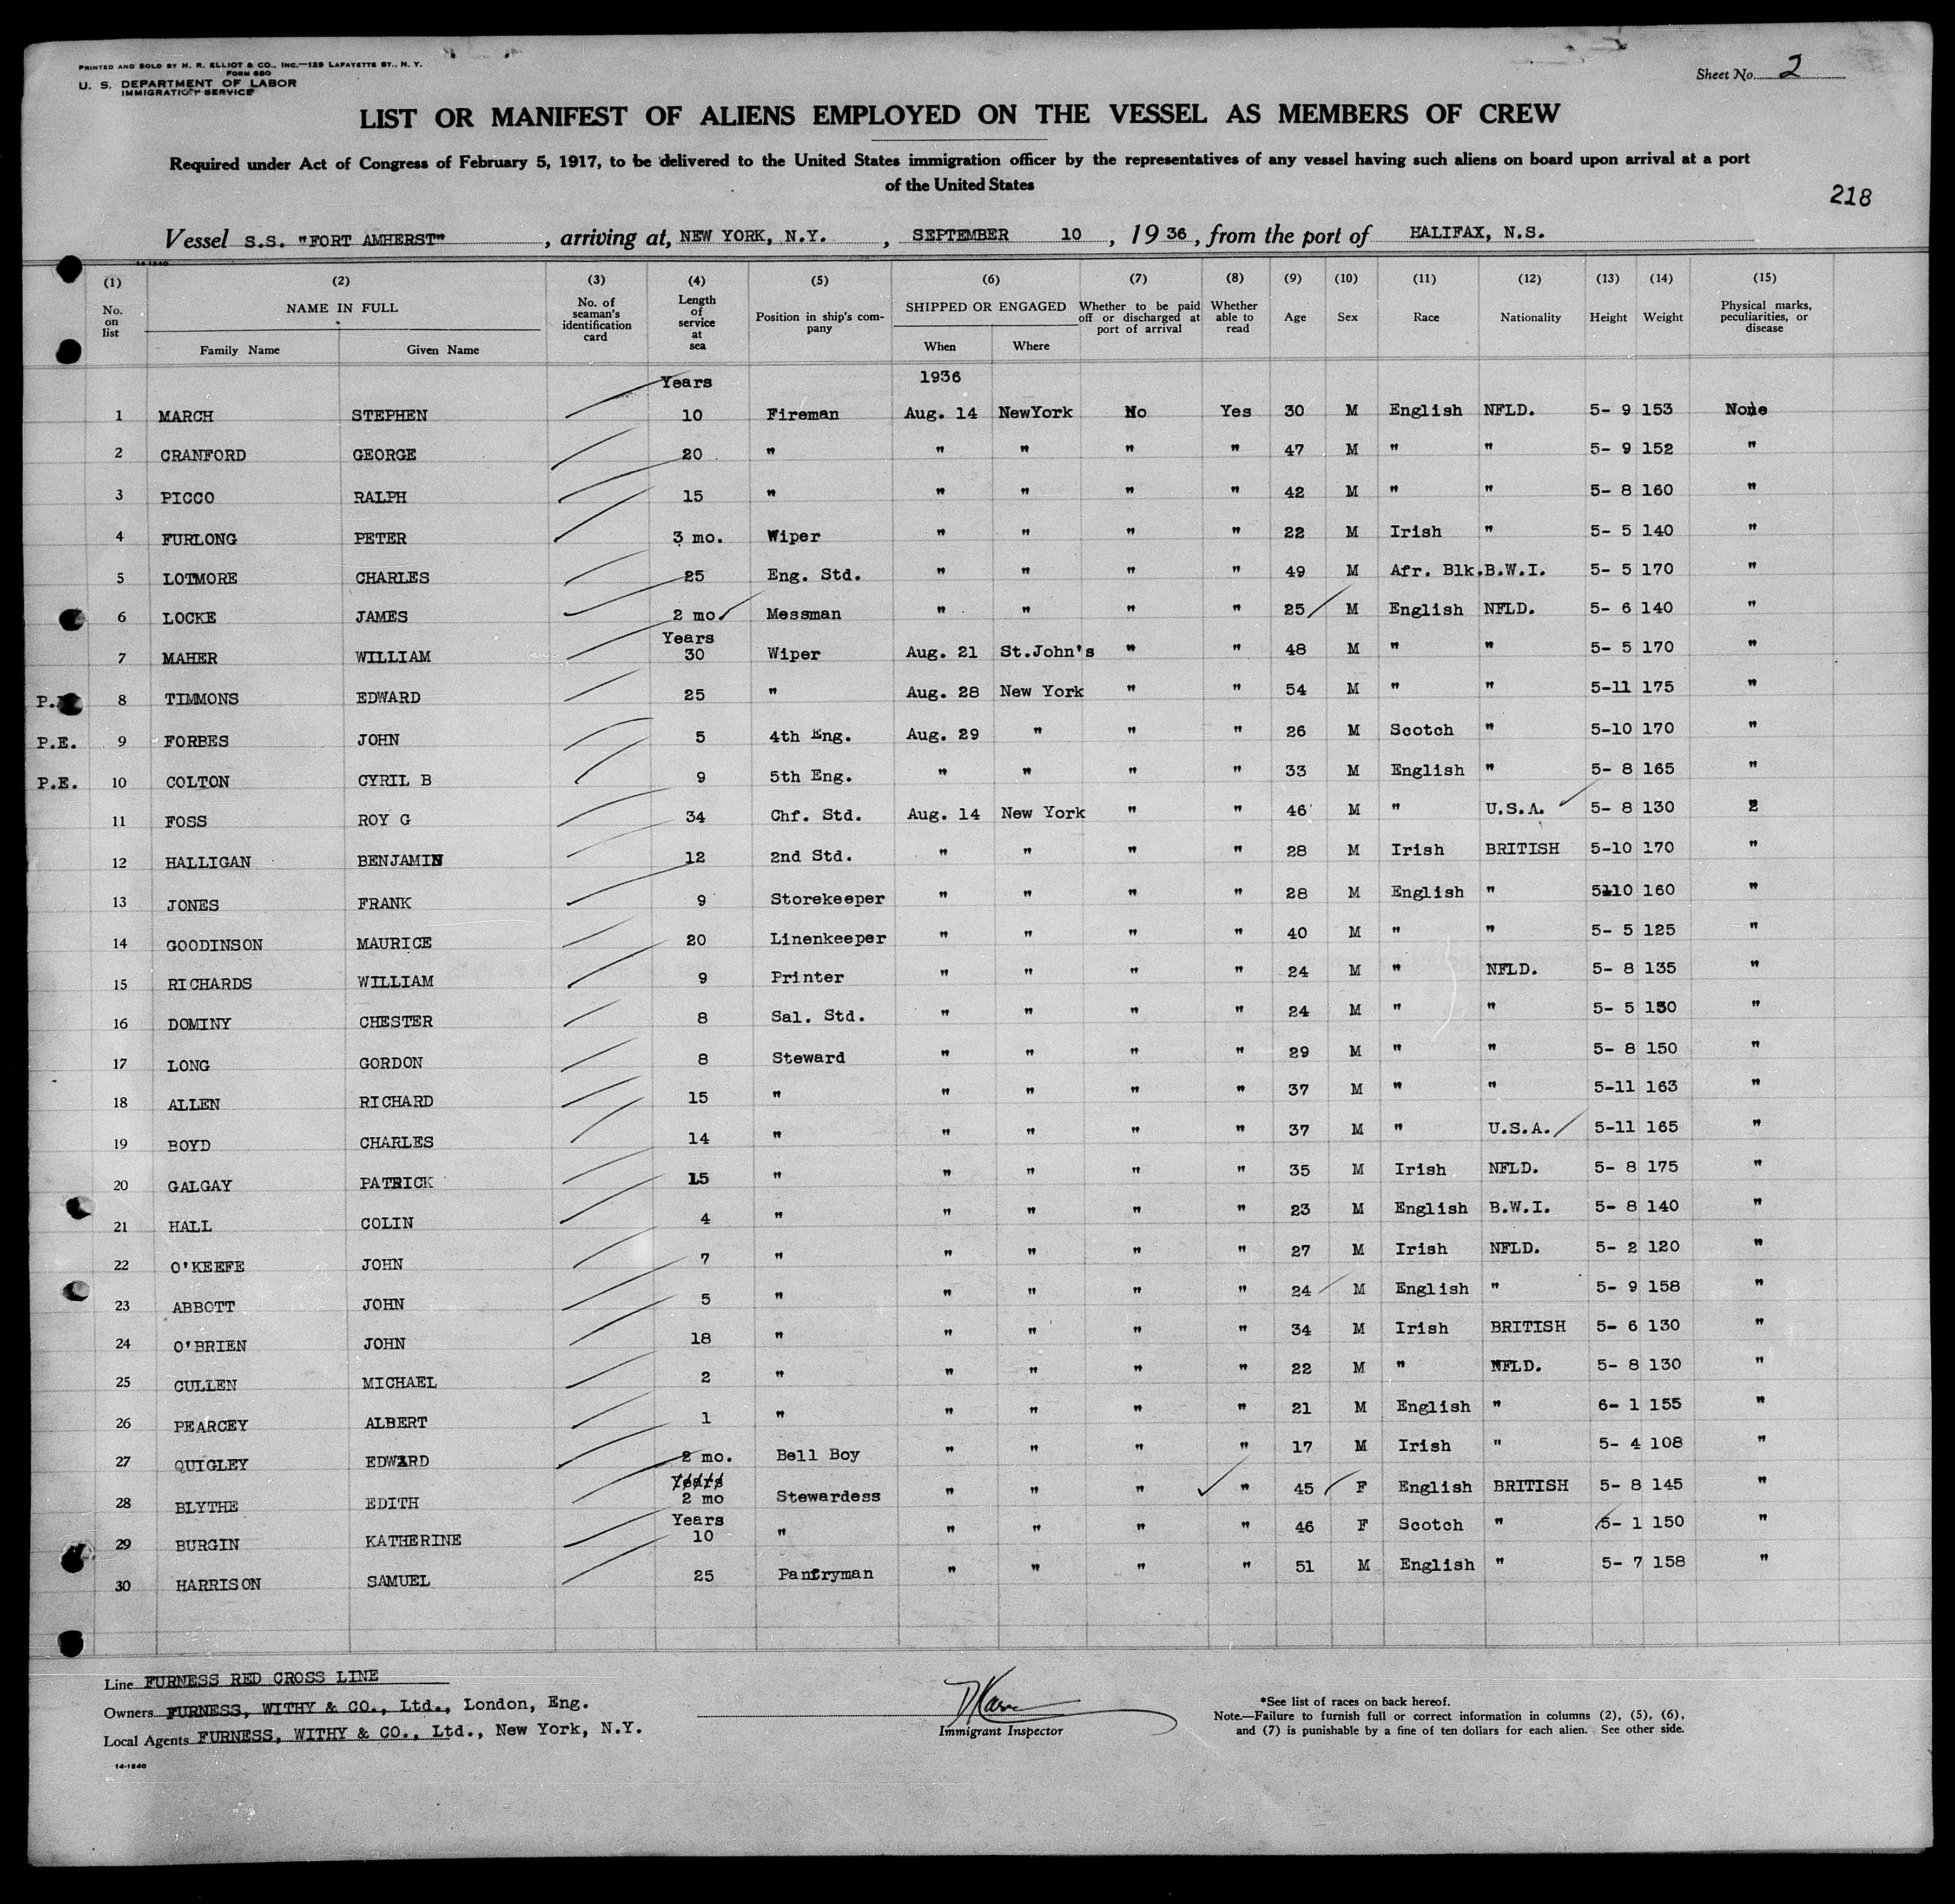 PRINTED AND SOLD BY H. R. ELLIOT & CO., INC.—129 LAFAYETTE ST., N. Y.
FORM 680
U. S. DEPARTMENT OF LABOR
IMMIGRATION SERVICE
Sheet No. 2
LIST OR MANIFEST OF ALIENS EMPLOYED ON THE VESSEL AS MEMBERS OF CREW
Required under Act of Congress of February 5, 1917, to be delivered to the United States immigration officer by the representatives of any vessel having such aliens on board upon arrival at a port
of the United States
218
Vessel S.S. "FORT AMHERST", arriving at, NEW YORK, N.Y., SEPTEMBER 10, 1936, from the port of HALIFAX, N.S.
14-1240
(1) (2) (3) (4) (5) (6) (7) (8) (9) (10) (11) (12) (13) (14) (15)
No. on list NAME IN FULL Family Name Given Name No. of seaman's identification card Length of service at sea Position in ship's company SHIPPED OR ENGAGED When Where Whether to be paid off or discharged at port of arrival Whether able to read Age Sex Race Nationality Height Weight Physical marks, peculiarities, or disease
Years 1936
1 MARCH STEPHEN 10 Fireman Aug. 14 NewYork No Yes 30 M English NFLD. 5- 9 153 None
2 CRANFORD GEORGE 20 " " " " " 47 M " " 5- 9 152 "
3 PICCO RALPH 15 " " " " " 42 M " " 5- 8 160 "
4 FURLONG PETER 3 mo. Wiper " " " " 22 M Irish " 5- 5 140 "
5 LOTMORE CHARLES 25 Eng. Std. " " " " 49 M Afr. Blk. B.W.I. 5- 5 170 "
6 LOCKE JAMES 2 mo Messman " " " " 25 M English NFLD. 5- 6 140 "
Years
7 MAHER WILLIAM 30 Wiper Aug. 21 St.John's " " 48 M " " 5- 5 170 "
P. 8 TIMMONS EDWARD 25 " Aug. 28 New York " " 54 M " " 5-11 175 "
P.E. 9 FORBES JOHN 5 4th Eng. Aug. 29 " " " 26 M Scotch " 5-10 170 "
P.E. 10 COLTON CYRIL B 9 5th Eng. " " " " 33 M English " 5- 8 165 "
11 FOSS ROY G 34 Chf. Std. Aug. 14 New York " " 46 M " U.S.A. 5- 8 130 "
12 HALLIGAN BENJAMIN 12 2nd Std. " " " " 28 M Irish BRITISH 5-10 170 "
13 JONES FRANK 9 Storekeeper " " " " 28 M English " 5-10 160 "
14 GOODINSON MAURICE 20 Linenkeeper " " " " 40 M " " 5- 5 125 "
15 RICHARDS WILLIAM 9 Printer " " " " 24 M " NFLD. 5- 8 135 "
16 DOMINY CHESTER 8 Sal. Std. " " " " 24 M " " 5- 5 130 "
17 LONG GORDON 8 Steward " " " " 29 M " " 5- 8 150 "
18 ALLEN RICHARD 15 " " " " " 37 M " " 5-11 163 "
19 BOYD CHARLES 14 " " " " " 37 M " U.S.A. 5-11 165 "
20 GALGAY PATRICK 15 " " " " " 35 M Irish NFLD. 5- 8 175 "
21 HALL COLIN 4 " " " " " 23 M English B.W.I. 5- 8 140 "
22 O'KEEFE JOHN 7 " " " " " 27 M Irish NFLD. 5- 2 120 "
23 ABBOTT JOHN 5 " " " " " 24 M English " 5- 9 158 "
24 O'BRIEN JOHN 18 " " " " " 34 M Irish BRITISH 5- 6 130 "
25 CULLEN MICHAEL 2 " " " " " 22 M " NFLD. 5- 8 130 "
26 PEARCEY ALBERT 1 " " " " " 21 M English " 6- 1 155 "
27 QUIGLEY EDWARD 2 mo. Bell Boy " " " " 17 M Irish " 5- 4 108 "
Years
28 BLYTHE EDITH 2 mo Stewardess " " " " 45 F English BRITISH 5- 8 145 "
Years
29 BURGIN KATHERINE 10 " " " " " 46 F Scotch " 5- 1 150 "
30 HARRISON SAMUEL 25 Pantryman " " " " 51 M English " 5- 7 158 "
Line FURNESS RED CROSS LINE
Owners FURNESS, WITHY & CO., Ltd., London, Eng.
Local Agents FURNESS, WITHY & CO., Ltd., New York, N.Y.
14-1240
Immigrant Inspector
*See list of races on back hereof.
Note.—Failure to furnish full or correct information in columns (2), (5), (6),
and (7) is punishable by a fine of ten dollars for each alien. See other side.